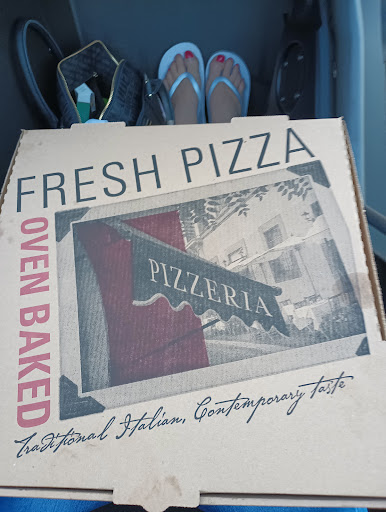 FRESH PIZZA
OVEN BAKED
PIZZERIA
Traditional Italian, Contemporary taste